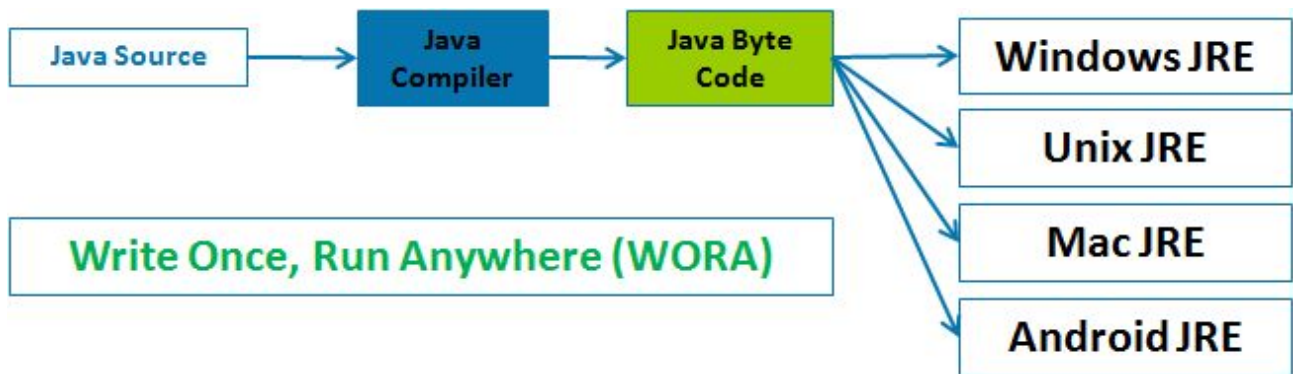 Java Source
Java
Compiler
Java Byte
Code
Windows JRE
Unix JRE
Mac JRE
Android JRE
Write Once, Run Anywhere (WORA)